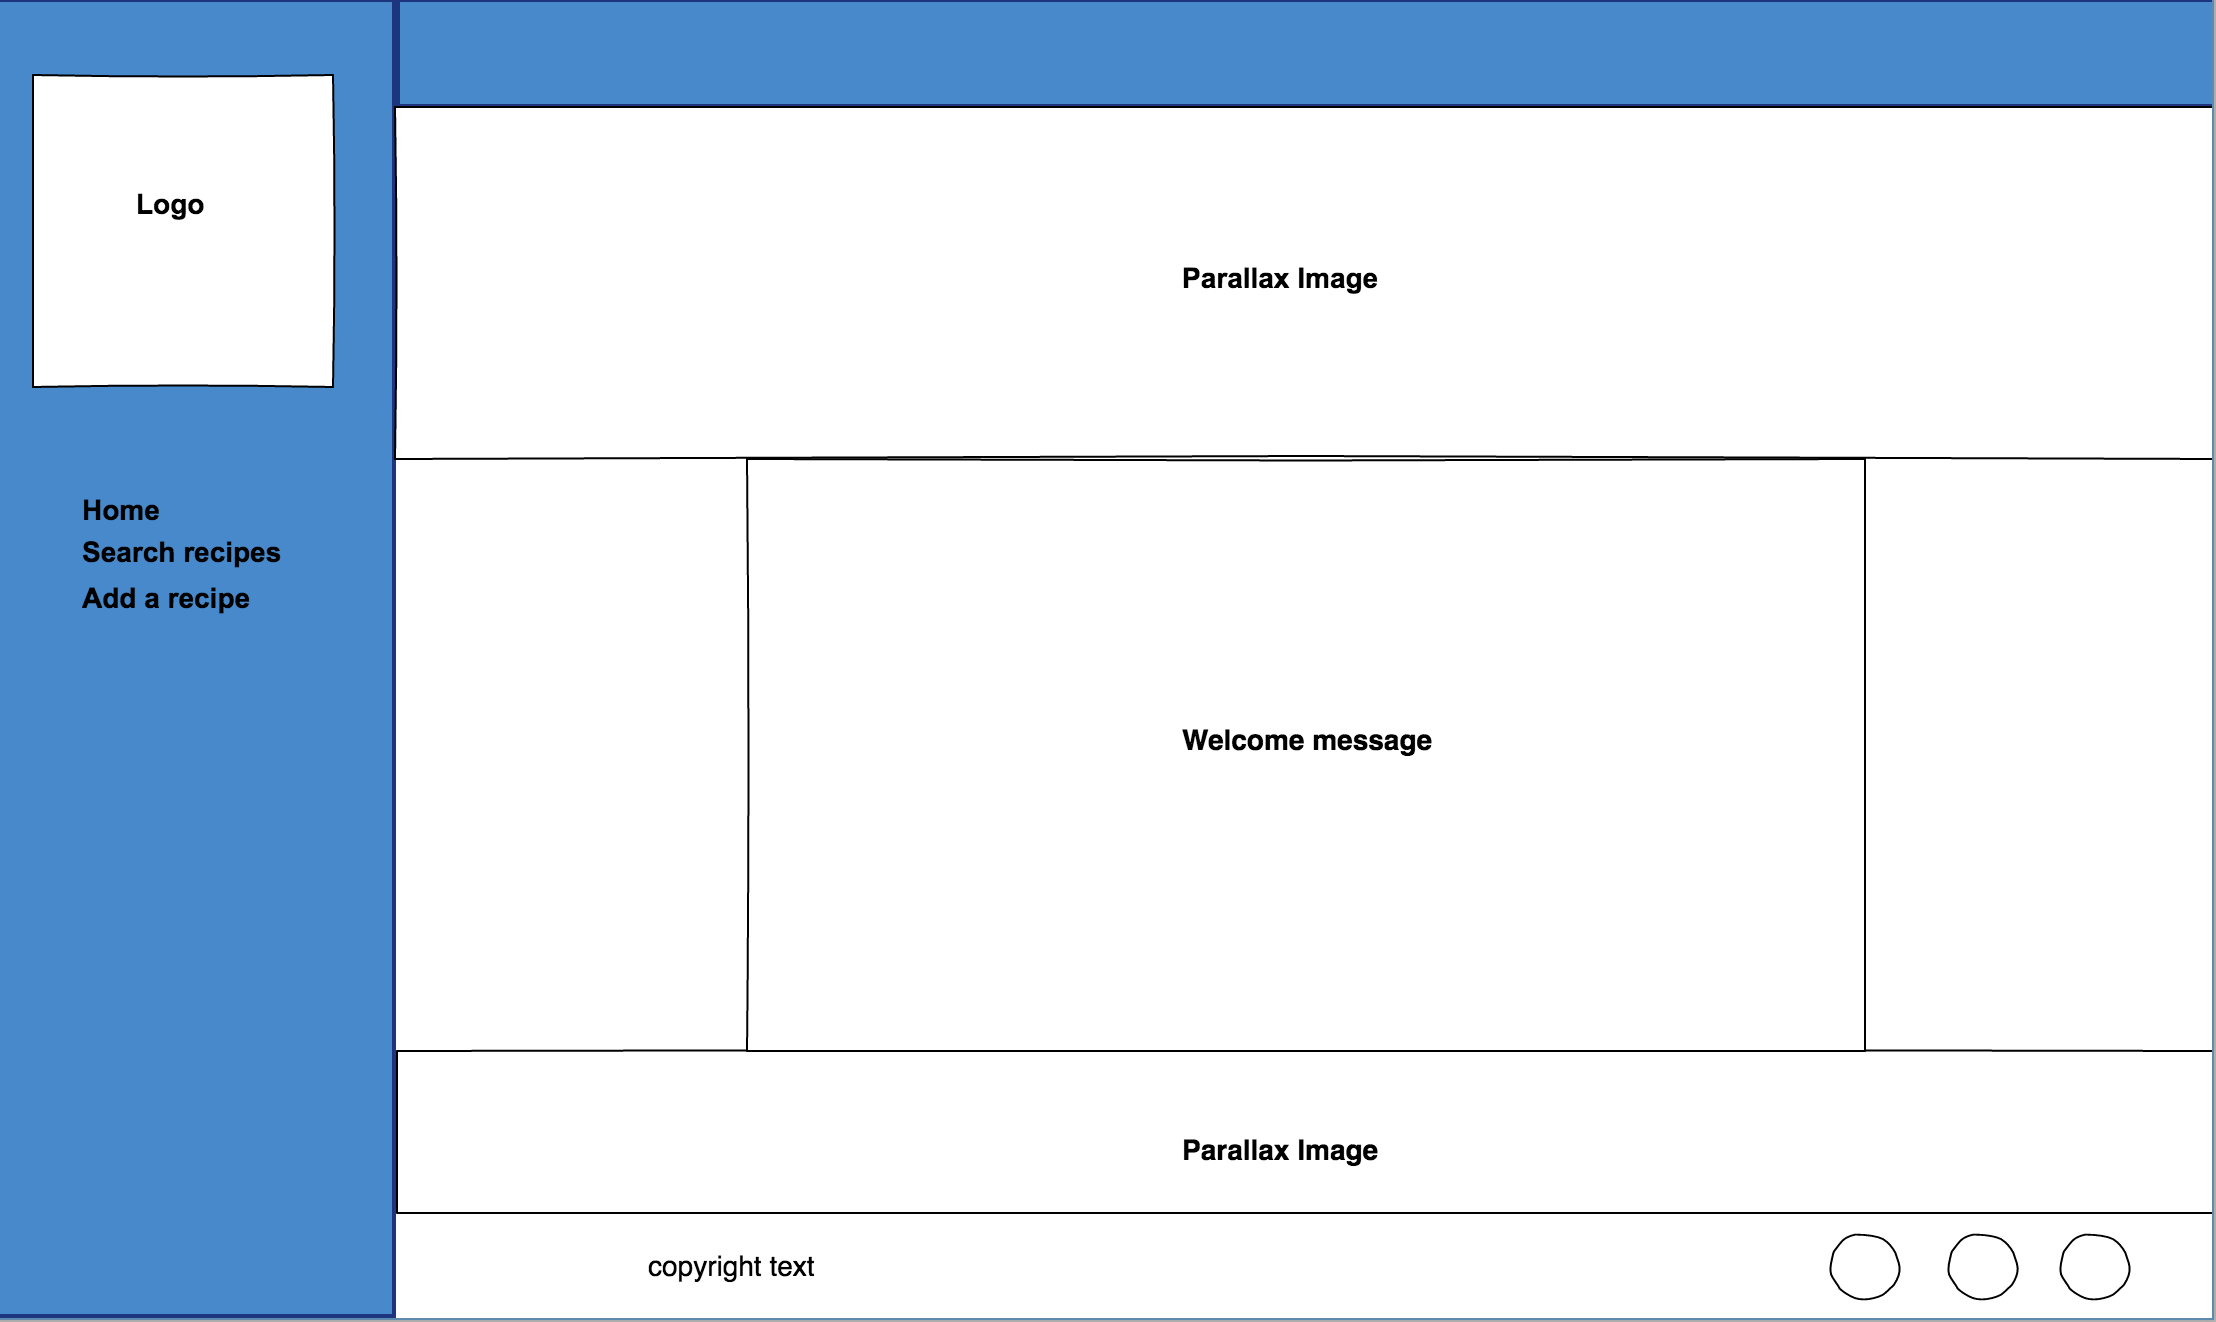 Logo
Home
Search recipes
Add a recipe
Parallax Image
Welcome message
Parallax Image
copyright text